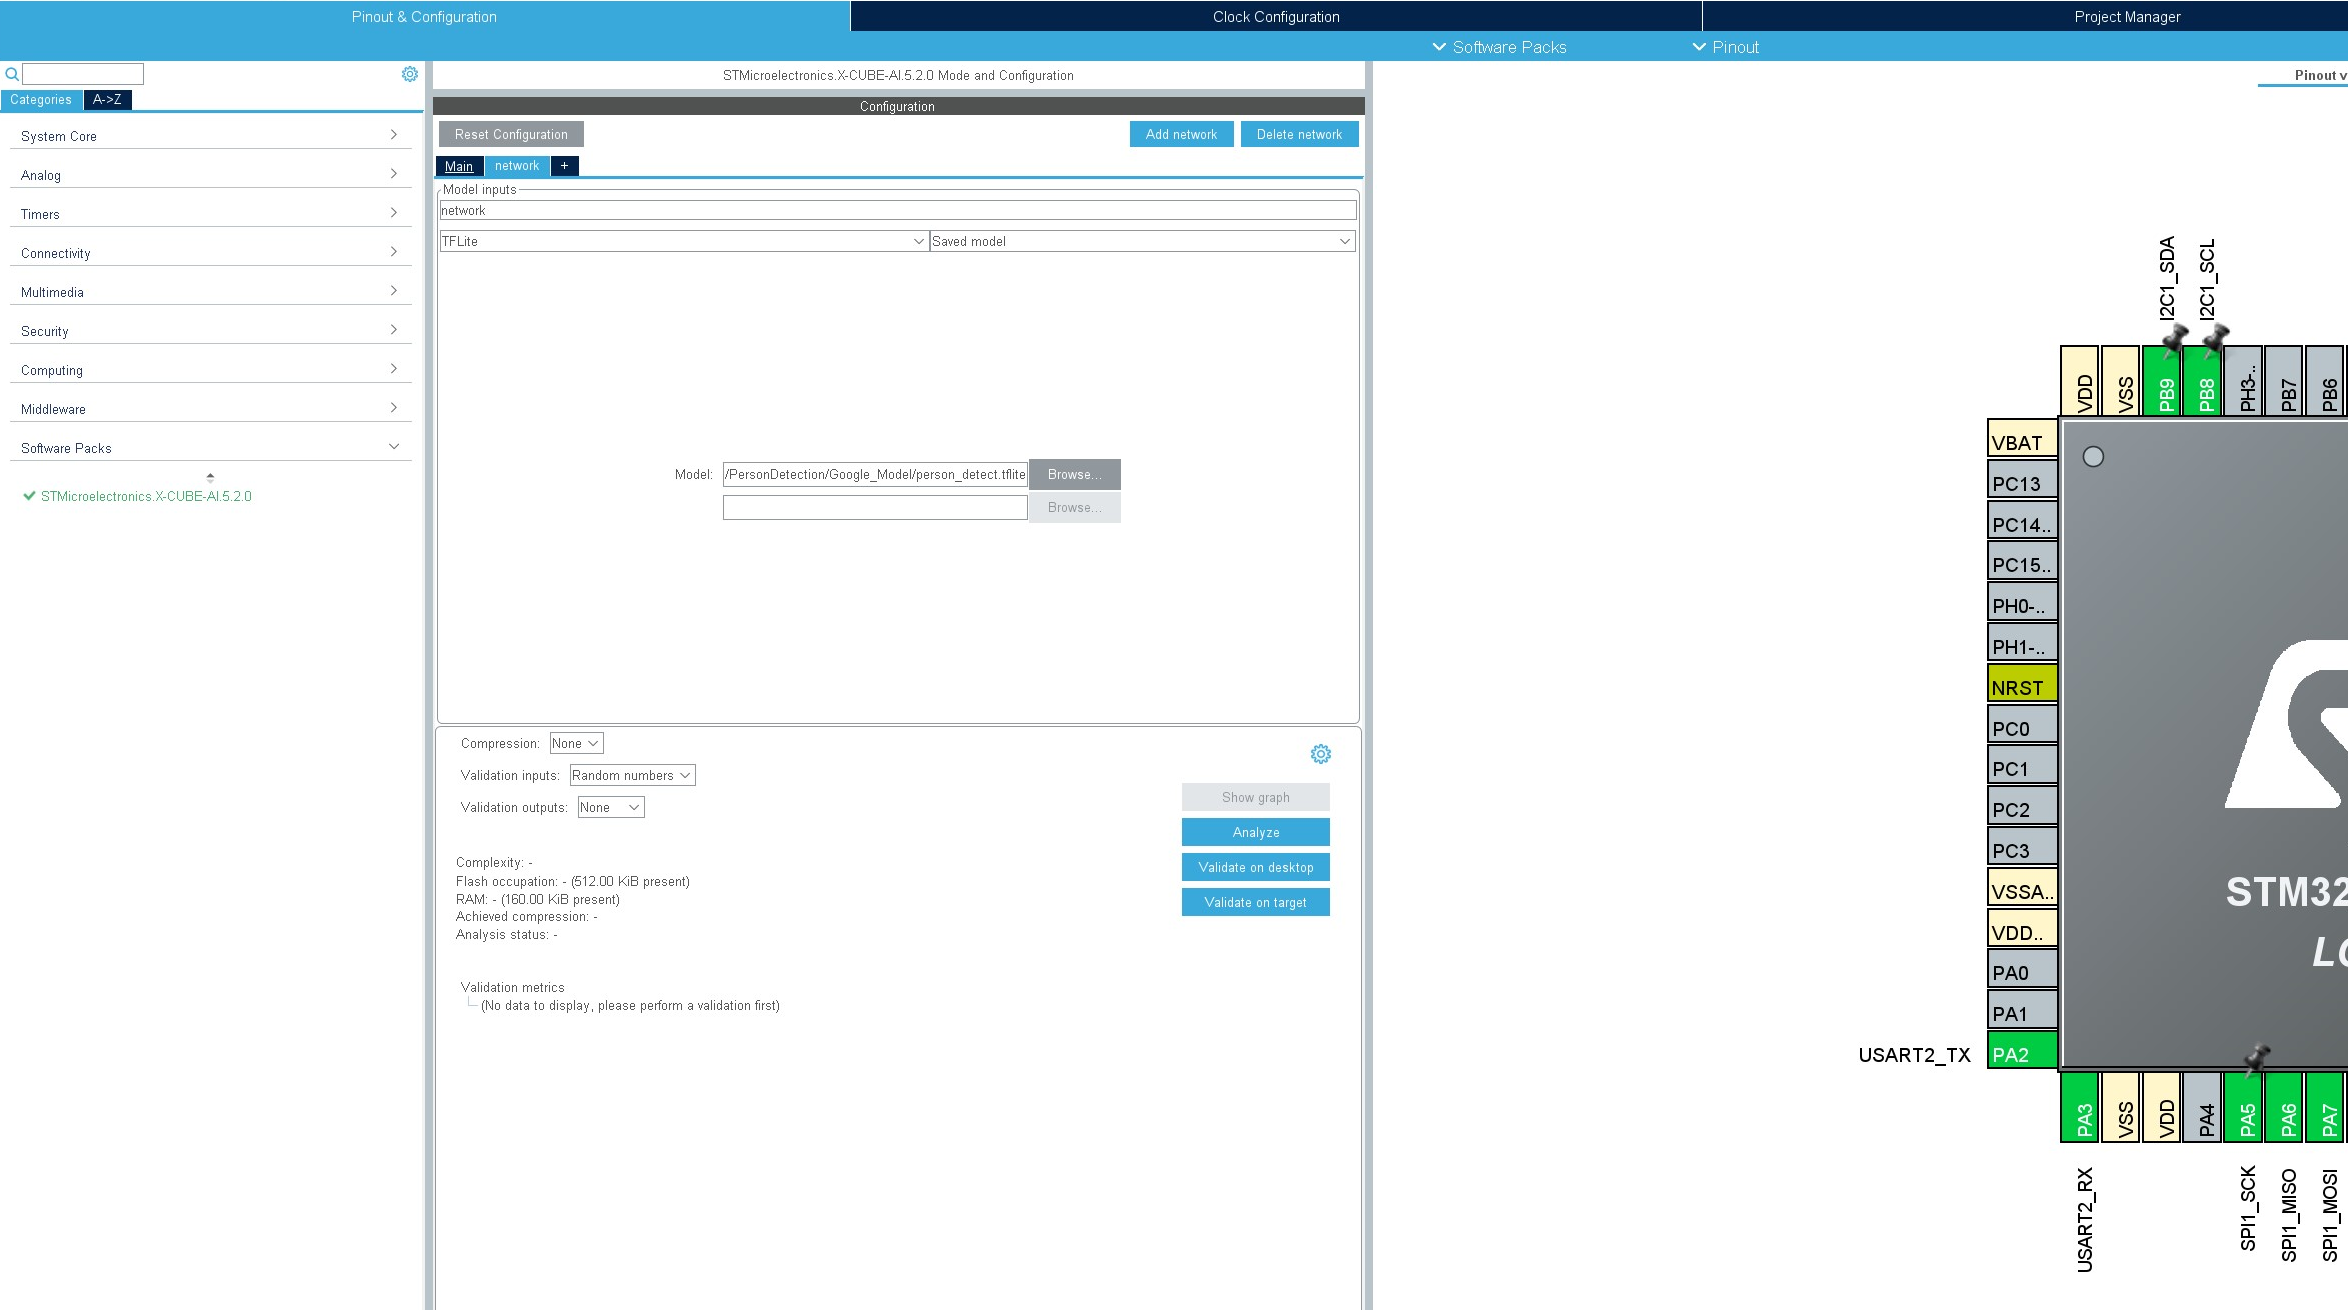 Pinout & Configuration
Clock Configuration
Project Manager
Software Packs
Pinout
Categories
A->Z
System Core
Analog
Timers
Connectivity
Multimedia
Security
Computing
Middleware
Software Packs
STMicroelectronics.X-CUBE-AI.5.2.0
STMicroelectronics.X-CUBE-AI.5.2.0 Mode and Configuration
Configuration
Reset Configuration
Add network
Delete network
Main
network
+
Model inputs
network
TFLite
Saved model
Model:
/PersonDetection/Google_Model/person_detect.tflite
Browse...
Browse...
Compression:
None
Validation inputs:
Random numbers
Validation outputs:
None
Show graph
Analyze
Validate on desktop
Validate on target
Complexity: -
Flash occupation: - (512.00 KiB present)
RAM: - (160.00 KiB present)
Achieved compression: -
Analysis status: -
Validation metrics
(No data to display, please perform a validation first)
Pinout v
I2C1_SDA
I2C1_SCL
VDD
VSS
PB9
PB8
PH3-..
PB7
PB6
VBAT
PC13
PC14..
PC15..
PH0-..
PH1-..
NRST
PC0
PC1
PC2
PC3
VSSA..
VDD..
PA0
PA1
USART2_TX
PA2
STM32
PA3
VSS
VDD
PA4
PA5
PA6
PA7
USART2_RX
SPI1_SCK
SPI1_MISO
SPI1_MOSI